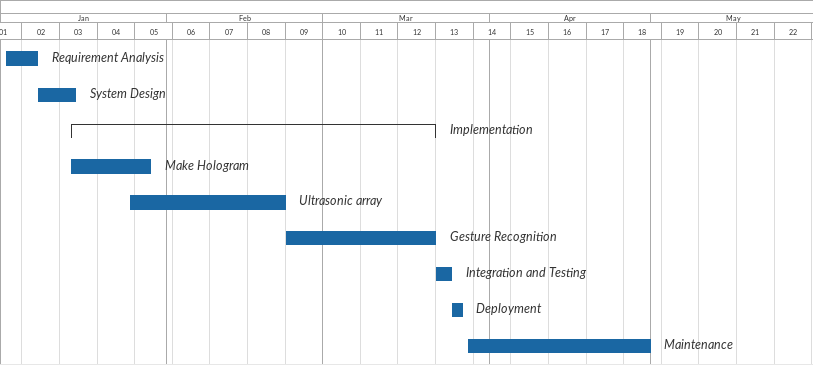 Jan Feb Mar Apr May
01 02 03 04 05 06 07 08 09 10 11 12 13 14 15 16 17 18 19 20 21 22
Requirement Analysis
System Design
Implementation
Make Hologram
Ultrasonic array
Gesture Recognition
Integration and Testing
Deployment
Maintenance